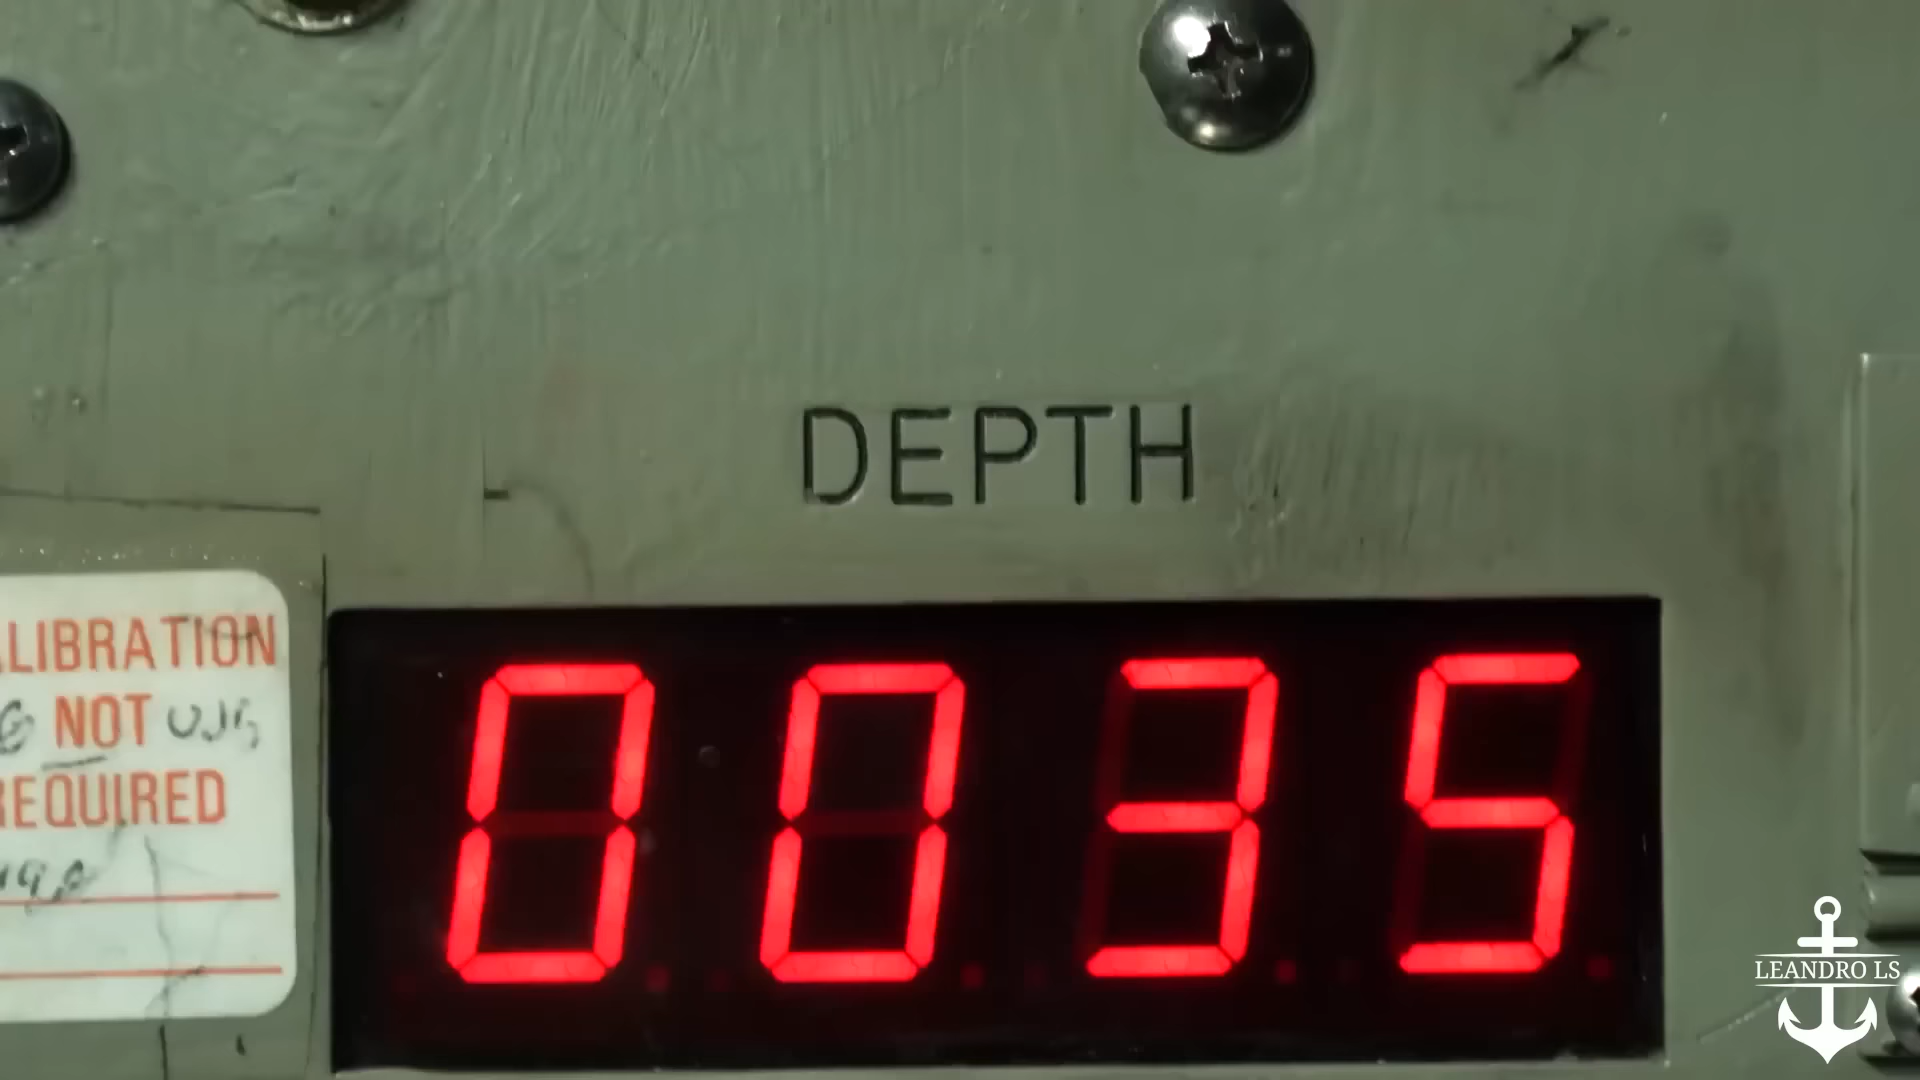 DEPTH
ALIBRATION
NOT
REQUIRED
0035
LEANDRO LS